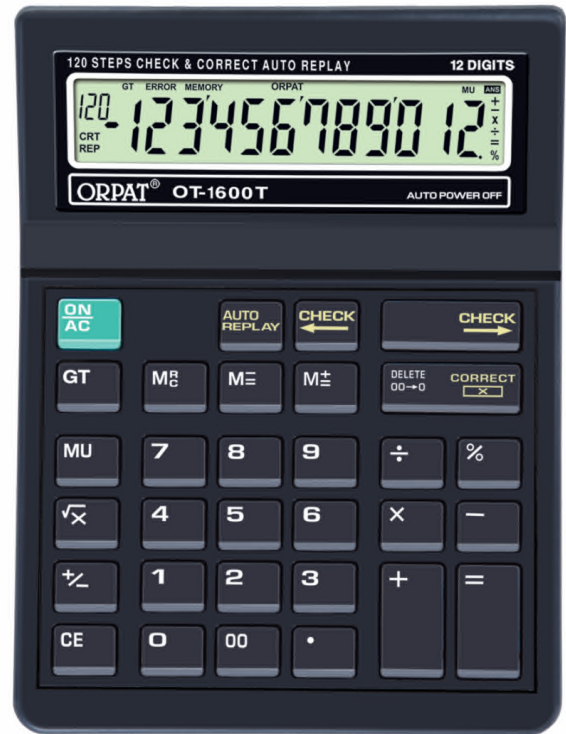 120 STEPS CHECK & CORRECT AUTO REPLAY 12 DIGITS
GT ERROR MEMORY ORPAT MU ANS
120 -123456789012. + − x ÷ = %
CRT
REP
ORPAT® OT-1600T AUTO POWER OFF
ON
AC
AUTO
REPLAY
CHECK
←
CHECK
→
GT
MR
C
M=
−
M±
=
DELETE
00→0
CORRECT
×
MU 7 8 9 ÷ %
√x 4 5 6 × −
+/− 1 2 3 + =
CE 0 00 •